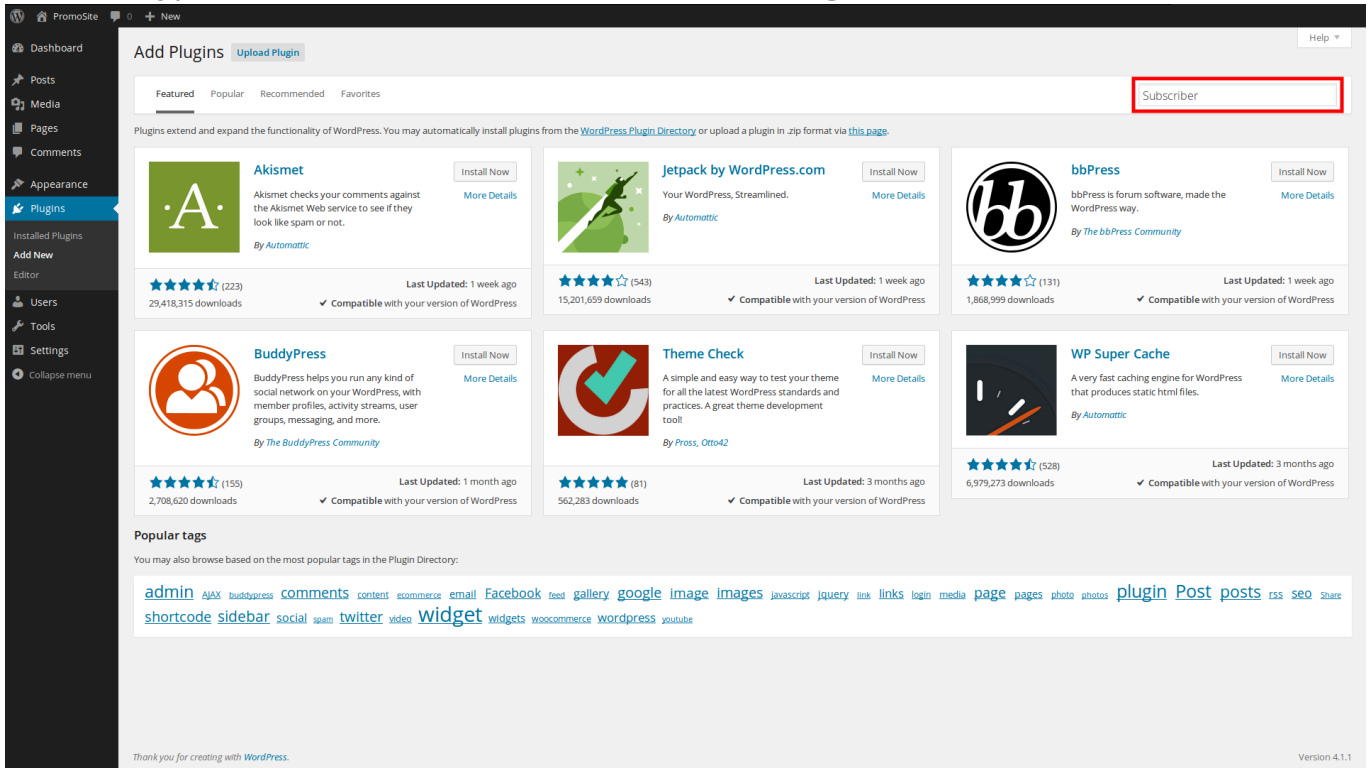 PromoSite 0 + New
Help
Dashboard
Posts
Media
Pages
Comments
Appearance
Plugins
Installed Plugins
Add New
Editor
Users
Tools
Settings
Collapse menu
Add Plugins Upload Plugin
Featured Popular Recommended Favorites
Subscriber
Plugins extend and expand the functionality of WordPress. You may automatically install plugins from the WordPress Plugin Directory or upload a plugin in .zip format via this page.
Akismet
Install Now
More Details
Akismet checks your comments against
the Akismet Web service to see if they
look like spam or not.
By Automattic
(223)
Last Updated: 1 week ago
29,418,315 downloads
✔ Compatible with your version of WordPress
Jetpack by WordPress.com
Install Now
More Details
Your WordPress, Streamlined.
By Automattic
(543)
Last Updated: 1 week ago
15,201,659 downloads
✔ Compatible with your version of WordPress
bb
bbPress
Install Now
More Details
bbPress is forum software, made the
WordPress way.
By The bbPress Community
(131)
Last Updated: 1 week ago
1,868,999 downloads
✔ Compatible with your version of WordPress
BuddyPress
Install Now
More Details
BuddyPress helps you run any kind of
social network on your WordPress, with
member profiles, activity streams, user
groups, messaging, and more.
By The BuddyPress Community
(155)
Last Updated: 1 month ago
2,708,620 downloads
✔ Compatible with your version of WordPress
Theme Check
Install Now
More Details
A simple and easy way to test your theme
for all the latest WordPress standards and
practices. A great theme development
tool!
By Pross, Otto42
(81)
Last Updated: 3 months ago
562,283 downloads
✔ Compatible with your version of WordPress
WP Super Cache
Install Now
More Details
A very fast caching engine for WordPress
that produces static html files.
By Automattic
(528)
Last Updated: 3 months ago
6,979,273 downloads
✔ Compatible with your version of WordPress
Popular tags
You may also browse based on the most popular tags in the Plugin Directory:
admin AJAX buddypress comments content ecommerce email Facebook feed gallery google image images javascript jquery link links login media page pages photo photos plugin Post posts rss seo Share
shortcode sidebar social spam twitter video widget widgets woocommerce wordpress youtube
Thank you for creating with WordPress.
Version 4.1.1